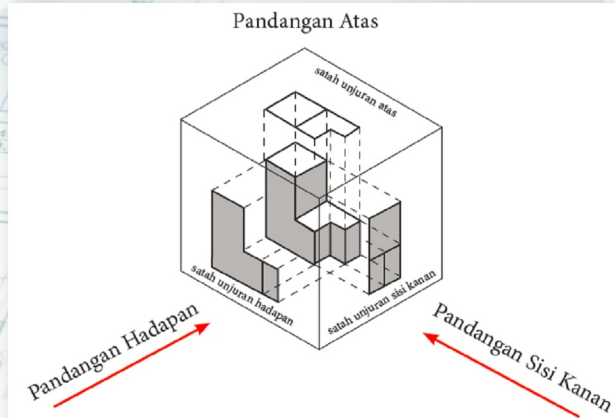 Pandangan Atas
satah unjuran atas
satah unjuran hadapan
satah unjuran sisi kanan
Pandangan Hadapan
Pandangan Sisi Kanan